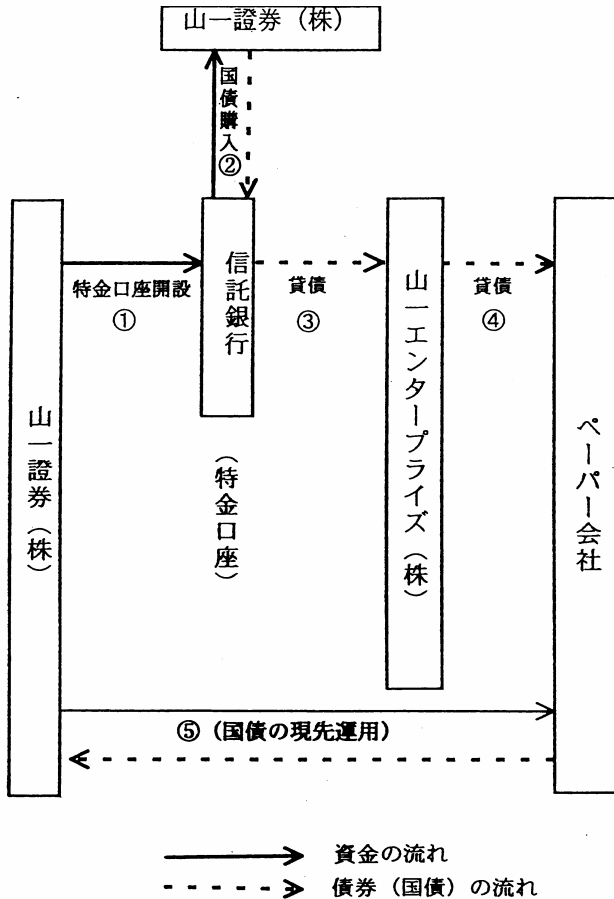 山一證券（株）
国債購入
②
特金口座開設
①
信託銀行
（特金口座）
貸債
③
山一エンタープライズ（株）
貸債
④
ペーパー会社
山一證券（株）
⑤（国債の現先運用）
資金の流れ
債券（国債）の流れ